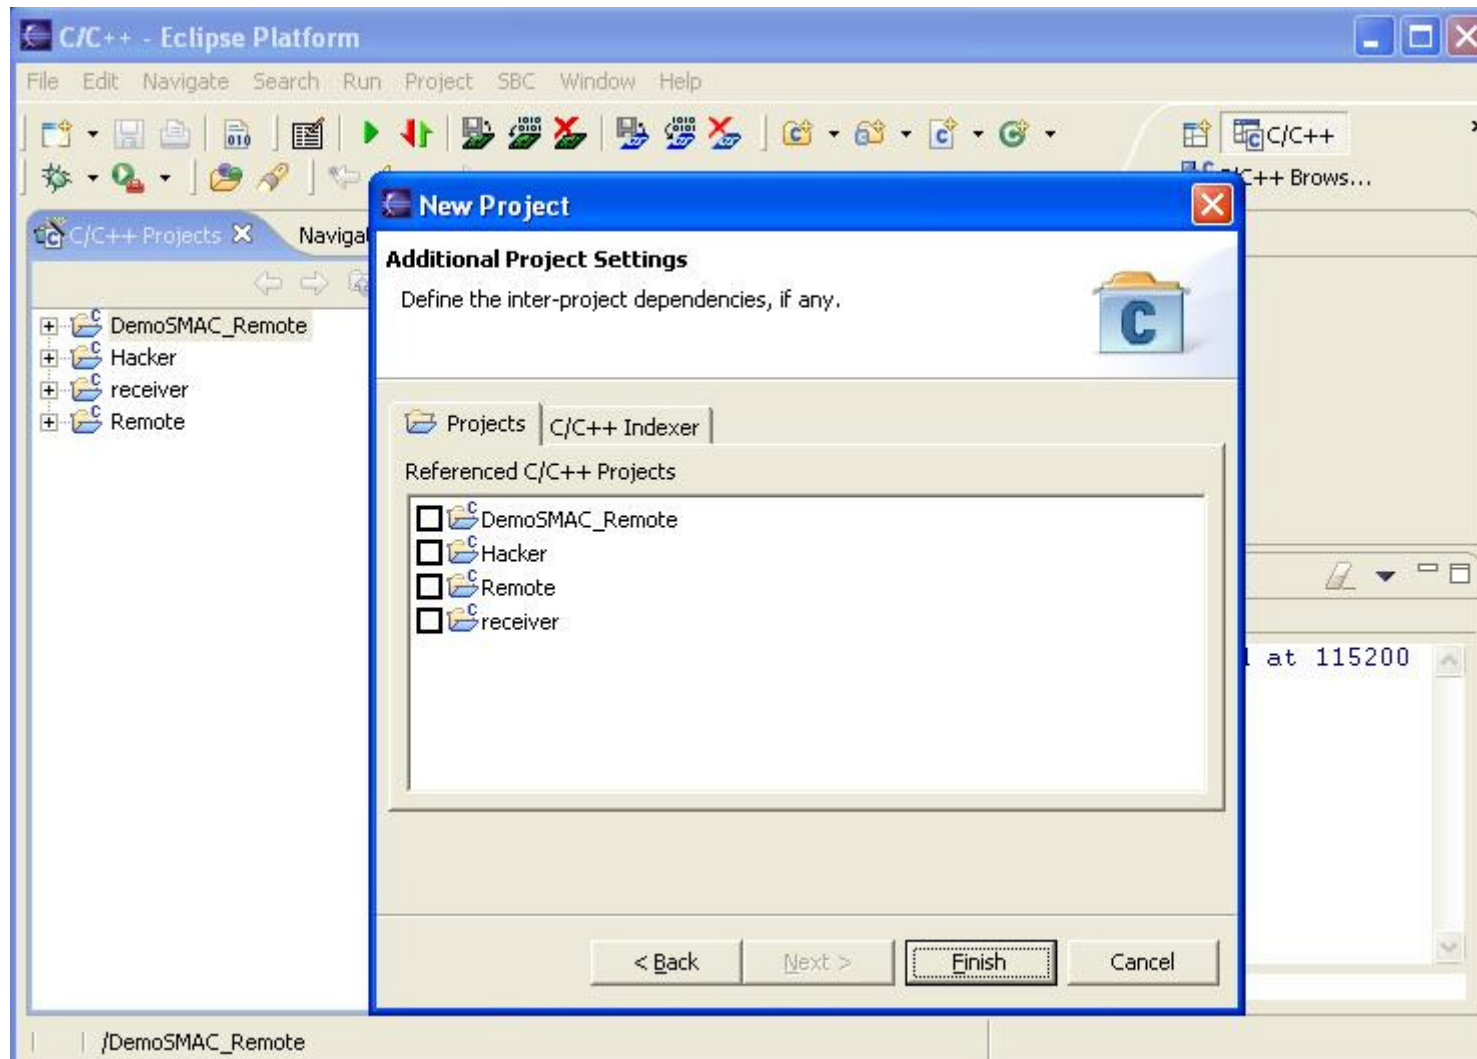 C/C++ - Eclipse Platform
File Edit Navigate Search Run Project SBC Window Help
C/C++
C++ Brows...
C/C++ Projects
Navigat
DemoSMAC_Remote
Hacker
receiver
Remote
New Project
Additional Project Settings
Define the inter-project dependencies, if any.
Projects
C/C++ Indexer
Referenced C/C++ Projects
DemoSMAC_Remote
Hacker
Remote
receiver
at 115200
< Back
Next >
Finish
Cancel
/DemoSMAC_Remote